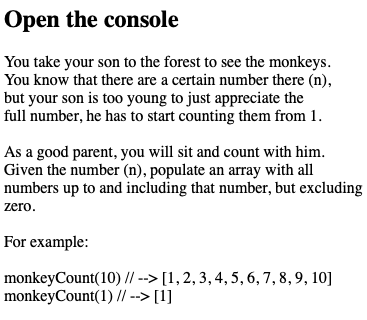 Open the console
You take your son to the forest to see the monkeys.
You know that there are a certain number there (n),
but your son is too young to just appreciate the
full number, he has to start counting them from 1.
As a good parent, you will sit and count with him.
Given the number (n), populate an array with all
numbers up to and including that number, but excluding
zero.
For example:
monkeyCount(10) // --> [1, 2, 3, 4, 5, 6, 7, 8, 9, 10]
monkeyCount(1) // --> [1]